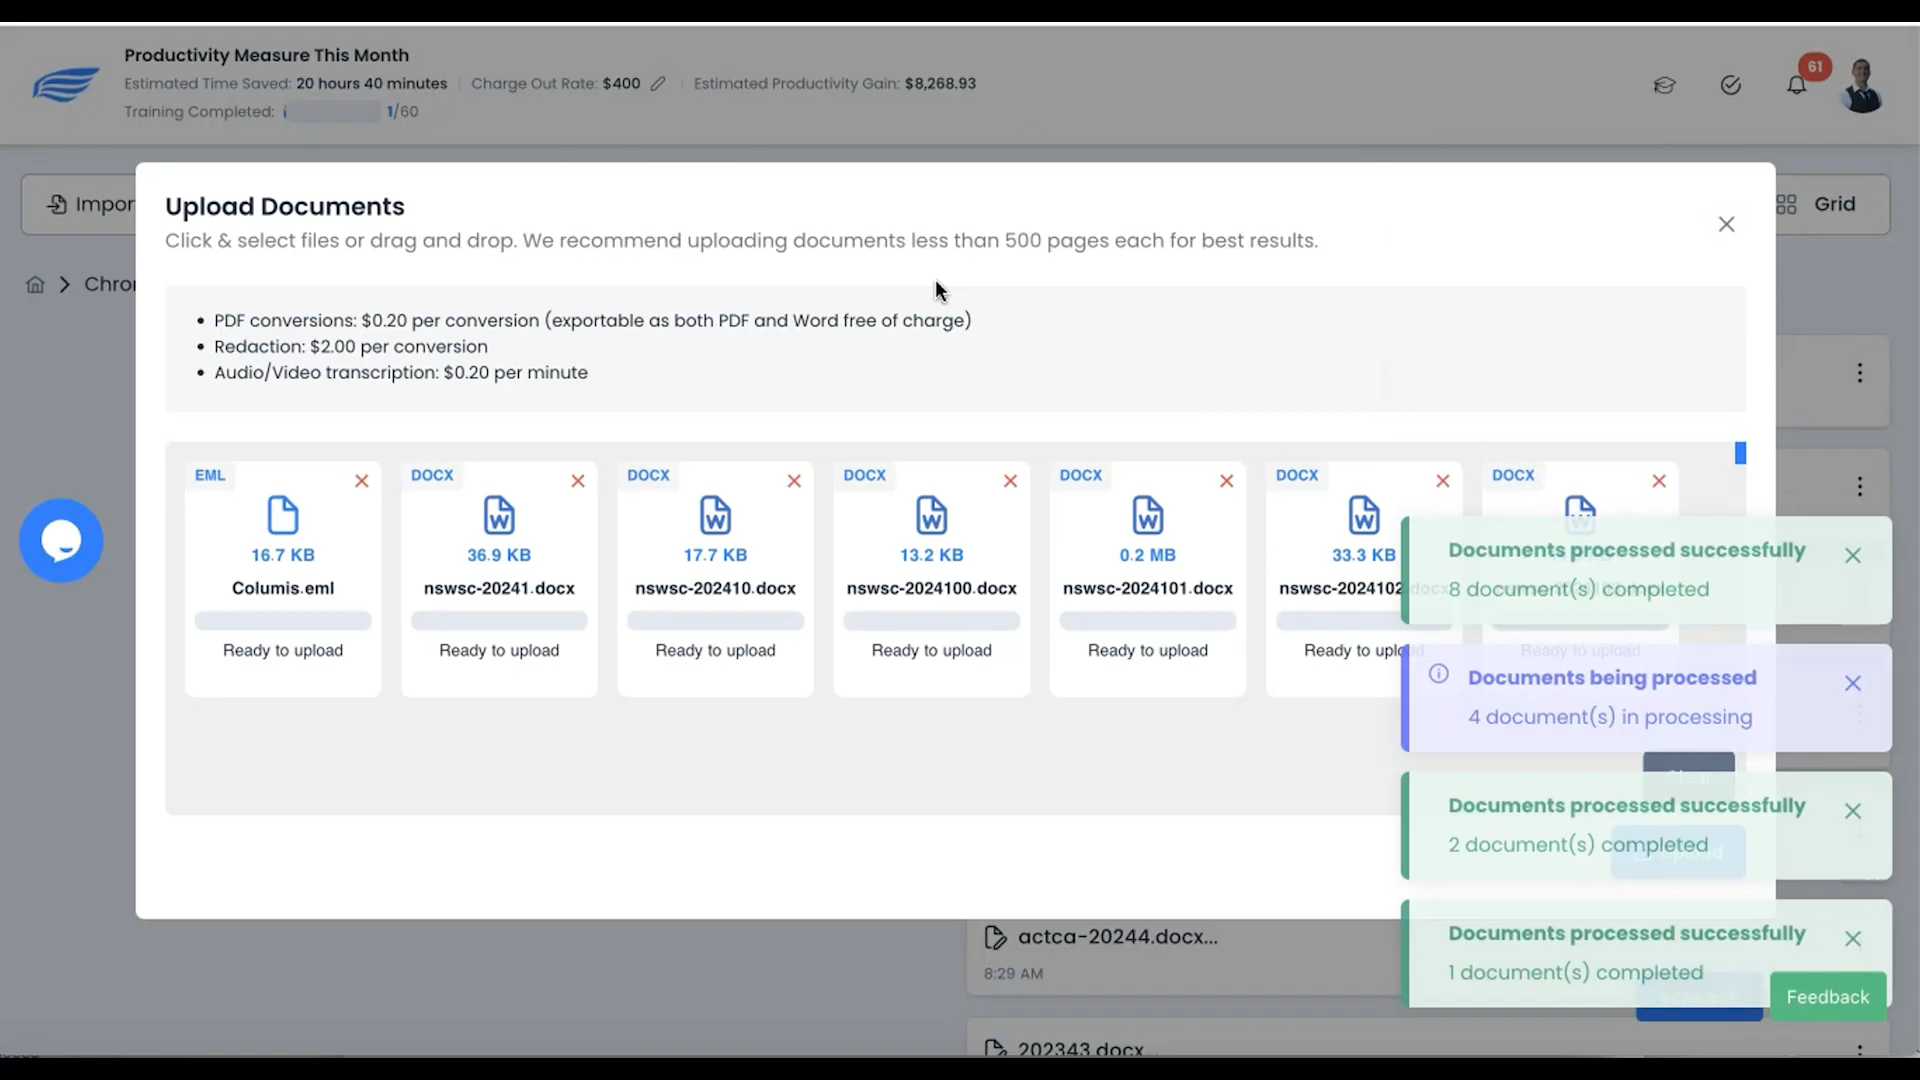 Productivity Measure This Month
Estimated Time Saved: 20 hours 40 minutes
Charge Out Rate: $400
Estimated Productivity Gain: $8,268.93
Training Completed: 1/60
61
Impor
Grid
Chron
Upload Documents
Click & select files or drag and drop. We recommend uploading documents less than 500 pages each for best results.
• PDF conversions: $0.20 per conversion (exportable as both PDF and Word free of charge)
• Redaction: $2.00 per conversion
• Audio/Video transcription: $0.20 per minute
EML
16.7 KB
Columis.eml
Ready to upload
DOCX
36.9 KB
nswsc-20241.docx
Ready to upload
DOCX
17.7 KB
nswsc-202410.docx
Ready to upload
DOCX
13.2 KB
nswsc-2024100.docx
Ready to upload
DOCX
0.2 MB
nswsc-2024101.docx
Ready to upload
DOCX
33.3 KB
nswsc-2024102.docx
Ready to upload
DOCX
Ready to upload
Documents processed successfully
8 document(s) completed
Documents being processed
4 document(s) in processing
Documents processed successfully
2 document(s) completed
Upload
Documents processed successfully
1 document(s) completed
Feedback
actca-20244.docx...
8:29 AM
202343.docx...